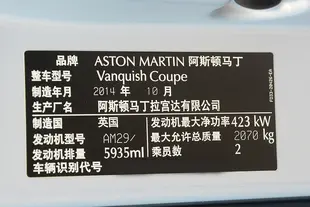 品牌 ASTON MARTIN 阿斯顿马丁
整车型号 Vanquish Coupe
制造年月 2014 年 10 月
生产厂名 阿斯顿马丁拉宫达有限公司
制造国 英国 发动机最大净功率 423 kW
发动机型号 AM29/ 最大允许总质量 2070 kg
发动机排量 5935ml 乘员数 2
车辆识别代号